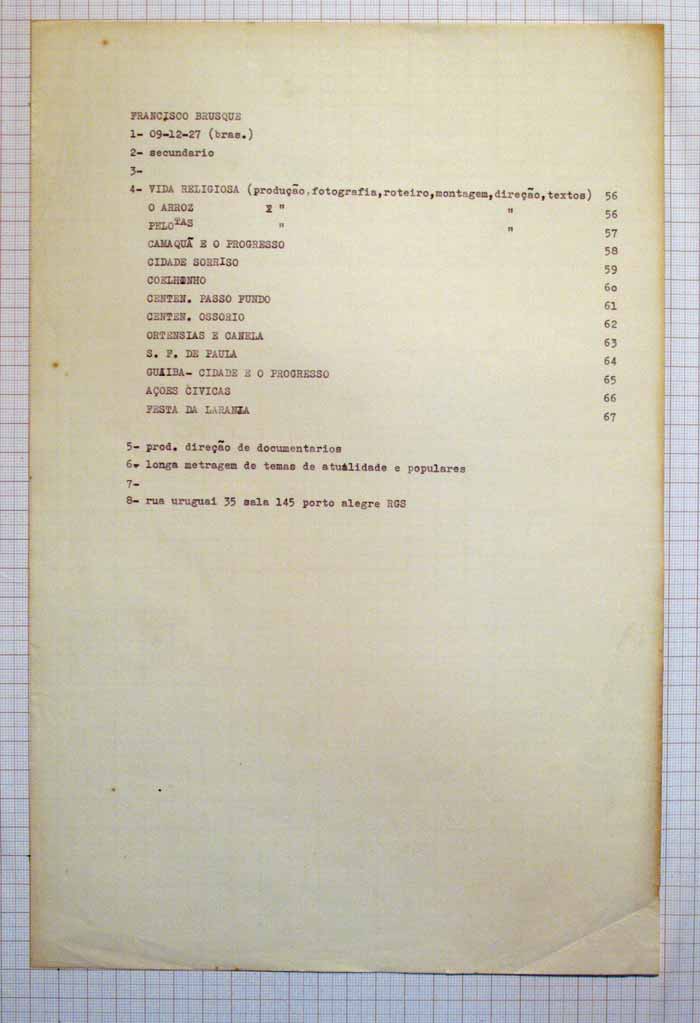 FRANCISCO BRUSQUE
1- 09-12-27 (bras.)
2- secundario
3-
4- VIDA RELIGIOSA (produção,fotografia,roteiro,montagem,direção,textos) 56
O ARROZ " " 56
PELOTAS " " 57
CAMAQUÃ E O PROGRESSO 58
CIDADE SORRISO 59
COELHINHO 60
CENTEN. PASSO FUNDO 61
CENTEN. OSSORIO 62
ORTENSIAS E CANELA 63
S. F. DE PAULA 64
GUAIBA- CIDADE E O PROGRESSO 65
AÇOES CIVICAS 66
FESTA DA LARANJA 67
5- prod. direção de documentarios
6- longa metragem de temas de atualidade e populares
7-
8- rua uruguai 35 sala 145 porto alegre RGS